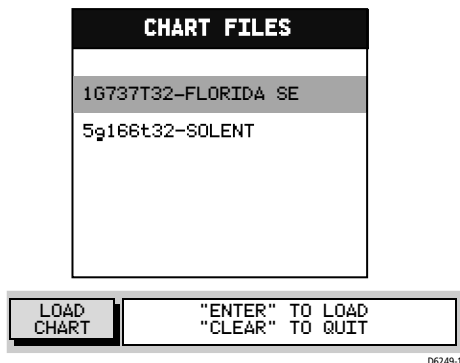 CHART FILES
1G737T32-FLORIDA SE
5g166t32-SOLENT
LOAD
CHART
"ENTER" TO LOAD
"CLEAR" TO QUIT
D6249-1